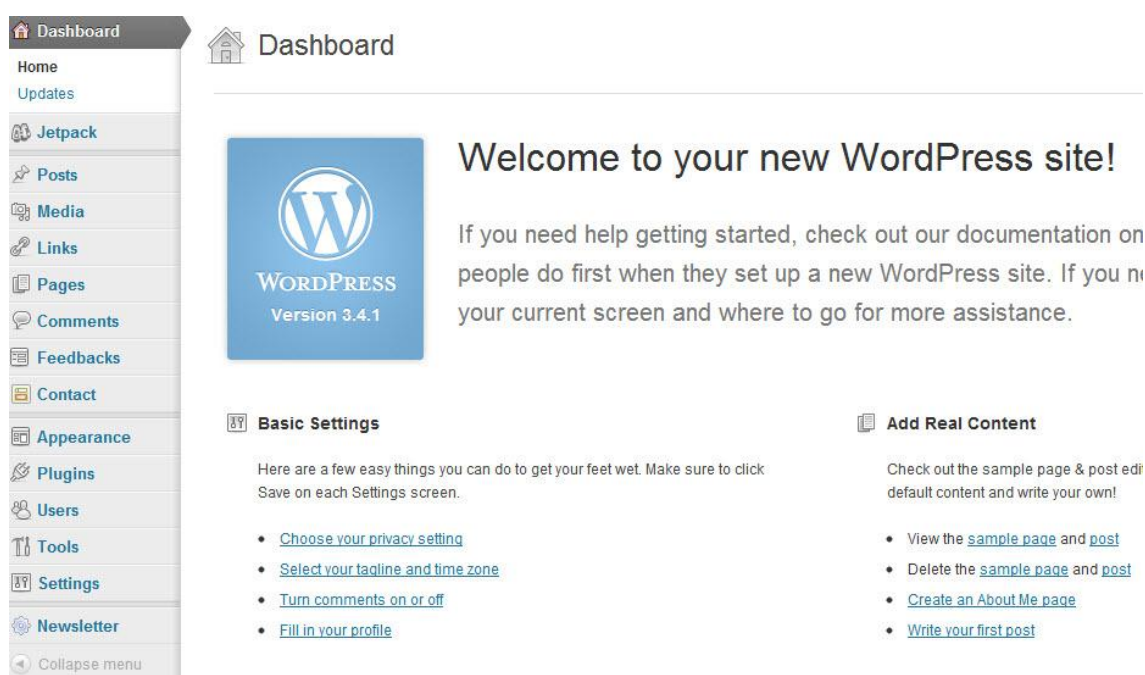 Dashboard
Home
Updates
Jetpack
Posts
Media
Links
Pages
Comments
Feedbacks
Contact
Appearance
Plugins
Users
Tools
Settings
Newsletter
Collapse menu
Dashboard
WORDPRESS
Version 3.4.1
Welcome to your new WordPress site!
If you need help getting started, check out our documentation on
people do first when they set up a new WordPress site. If you
your current screen and where to go for more assistance.
Basic Settings
Here are a few easy things you can do to get your feet wet. Make sure to click
Save on each Settings screen.
• Choose your privacy setting
• Select your tagline and time zone
• Turn comments on or off
• Fill in your profile
Add Real Content
Check out the sample page & post
default content and write your own!
• View the sample page and post
• Delete the sample page and post
• Create an About Me page
• Write your first post